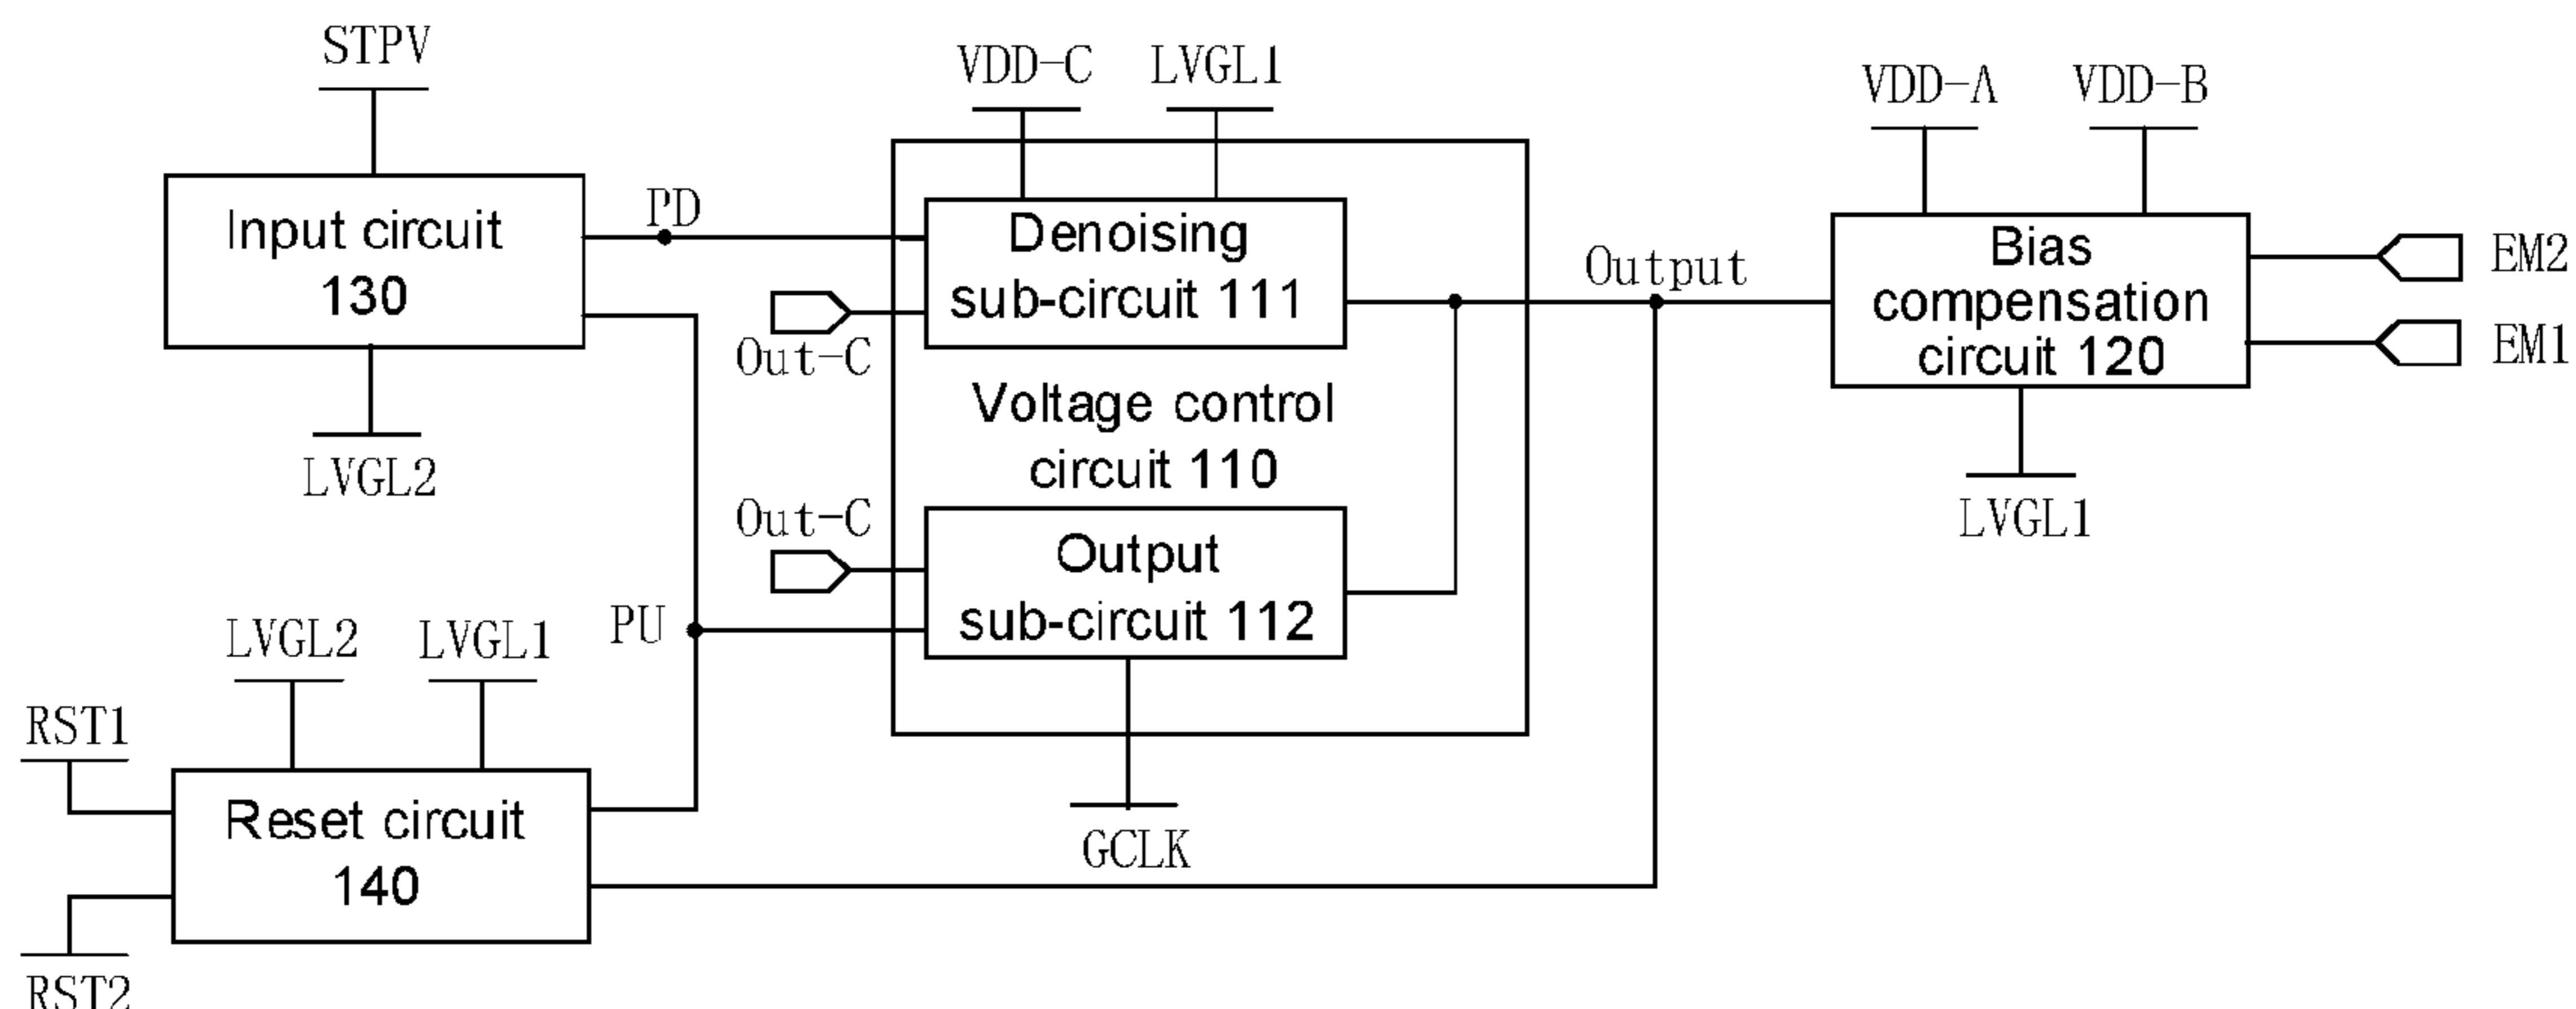 STPV
VDD-C
LVGL1
VDD-A
VDD-B
Input circuit
130
PD
Denoising
sub-circuit 111
Out-C
Output
Bias
compensation
circuit 120
EM2
EM1
LVGL2
Voltage control
circuit 110
LVGL1
Out-C
Output
sub-circuit 112
PU
LVGL2
LVGL1
RST1
Reset circuit
140
GCLK
RST2